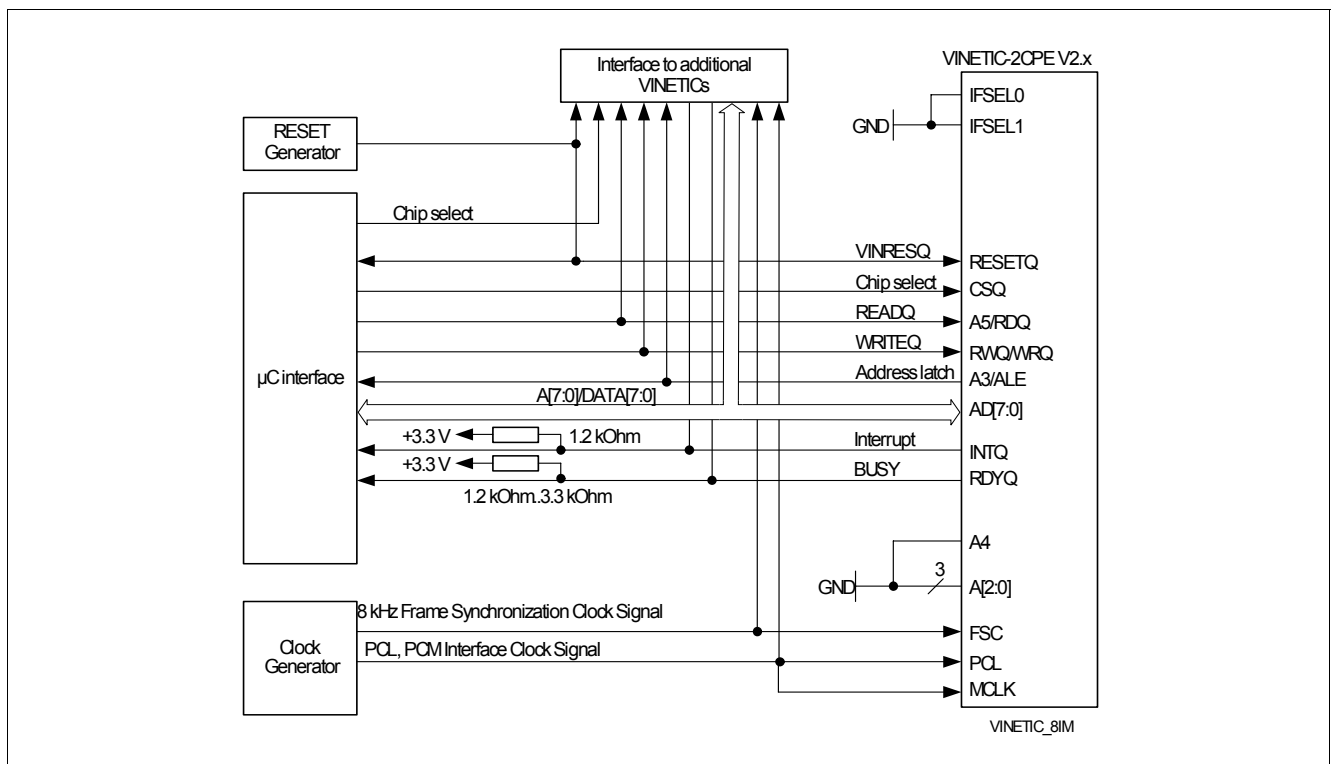 Interface to additional
VINETICs
VINETIC-2CPE V2.x
IFSEL0
GND
IFSEL1
RESET
Generator
Chip select
VINRESQ
RESETQ
Chip select
CSQ
READQ
A5/RDQ
WRITEQ
RWQ/WRQ
µC interface
Address latch
A3/ALE
A[7:0]/DATA[7:0]
AD[7:0]
+3.3 V
1.2 kOhm
Interrupt
INTQ
+3.3 V
BUSY
RDYQ
1.2 kOhm..3.3 kOhm
A4
3
GND
A[2:0]
8 kHz Frame Synchronization Clock Signal
FSC
Clock
Generator
PCL, PCM Interface Clock Signal
PCL
MCLK
VINETIC_8IM